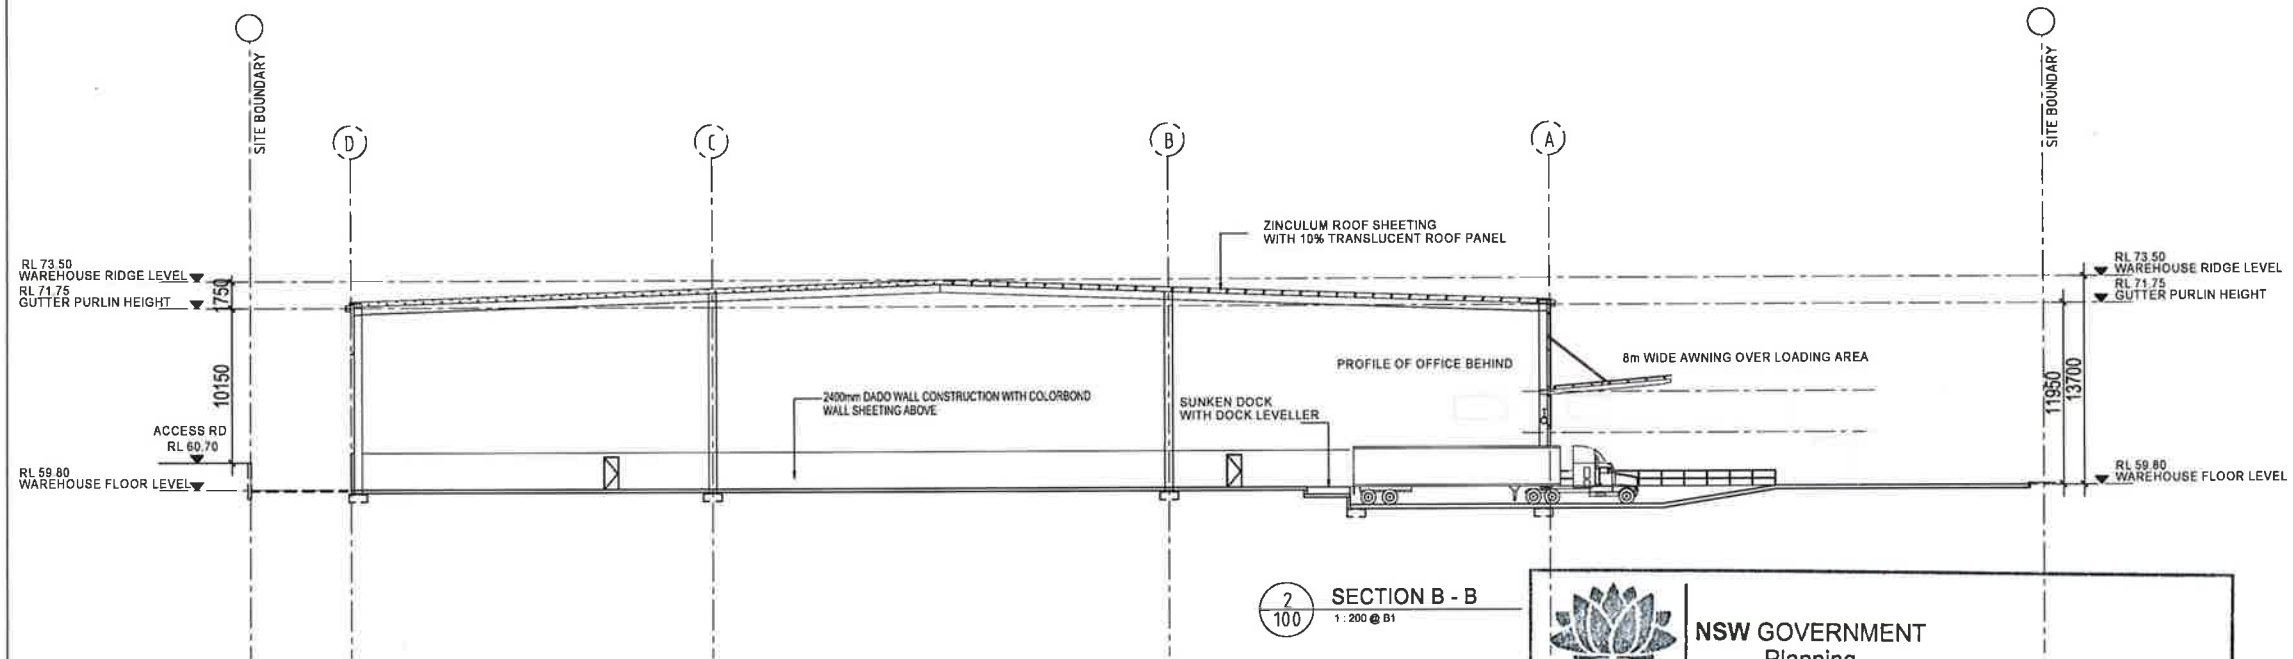 SITE BOUNDARY
SITE BOUNDARY
D
C
B
A
ZINCULUM ROOF SHEETING
WITH 10% TRANSLUCENT ROOF PANEL
RL 73.50
WAREHOUSE RIDGE LEVEL
RL 71.75
GUTTER PURLIN HEIGHT
1750
RL 73.50
WAREHOUSE RIDGE LEVEL
RL 71.75
GUTTER PURLIN HEIGHT
PROFILE OF OFFICE BEHIND
8m WIDE AWNING OVER LOADING AREA
10150
2400mm DADO WALL CONSTRUCTION WITH COLORBOND
WALL SHEETING ABOVE
SUNKEN DOCK
WITH DOCK LEVELLER
11950
13700
ACCESS RD
RL 60.70
RL 59.80
WAREHOUSE FLOOR LEVEL
RL 59.80
WAREHOUSE FLOOR LEVEL
2
100
SECTION B - B
1 : 200 @ B1
NSW GOVERNMENT
Planning